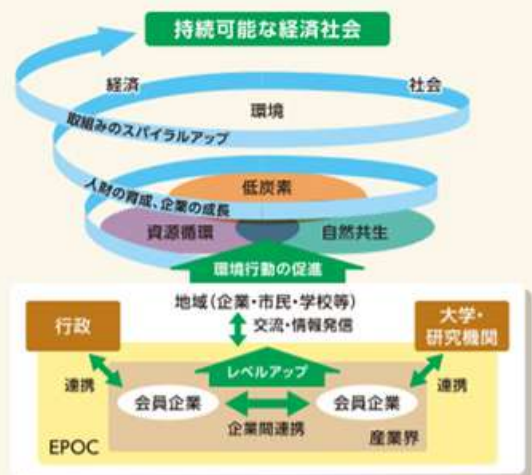 持続可能な経済社会
経済
社会
環境
取組みのスパイラルアップ
人財の育成、企業の成長
低炭素
資源循環
自然共生
環境行動の促進
地域(企業・市民・学校等)
行政
交流・情報発信
大学・
研究機関
レベルアップ
連携
連携
会員企業
会員企業
企業間連携
EPOC
産業界